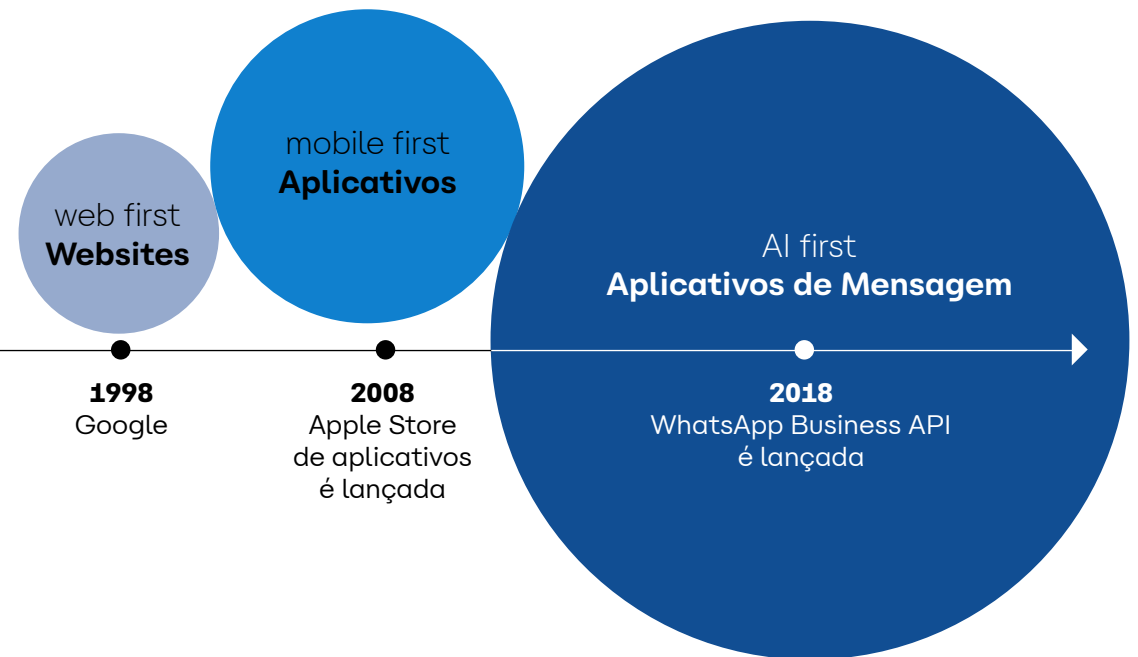 web first
Websites
mobile first
Aplicativos
AI first
Aplicativos de Mensagem
1998
Google
2008
Apple Store
de aplicativos
é lançada
2018
WhatsApp Business API
é lançada